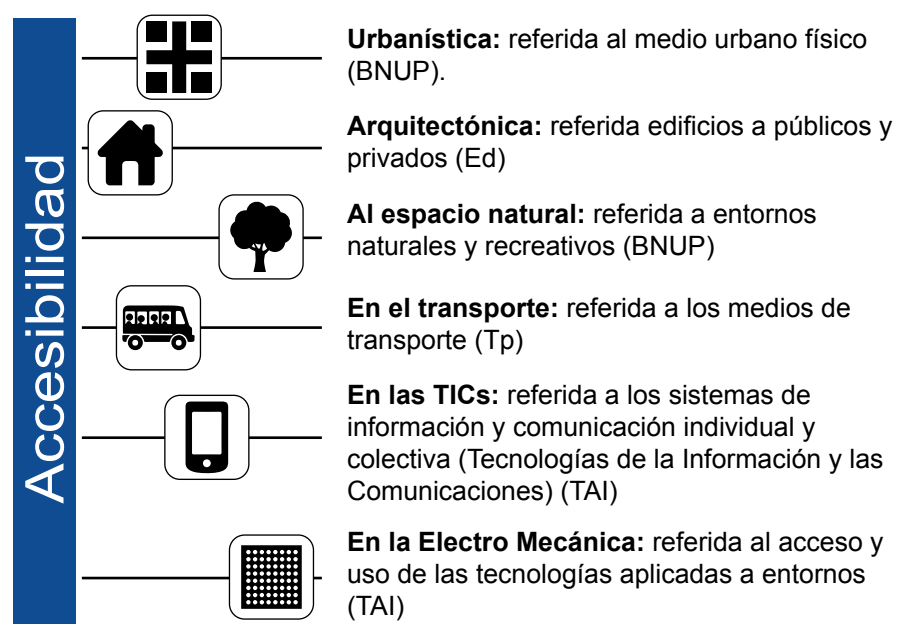 Accesibilidad
Urbanística: referida al medio urbano físico
(BNUP).
Arquitectónica: referida edificios a públicos y
privados (Ed)
Al espacio natural: referida a entornos
naturales y recreativos (BNUP)
En el transporte: referida a los medios de
transporte (Tp)
En las TICs: referida a los sistemas de
información y comunicación individual y
colectiva (Tecnologías de la Información y las
Comunicaciones) (TAI)
En la Electro Mecánica: referida al acceso y
uso de las tecnologías aplicadas a entornos
(TAI)